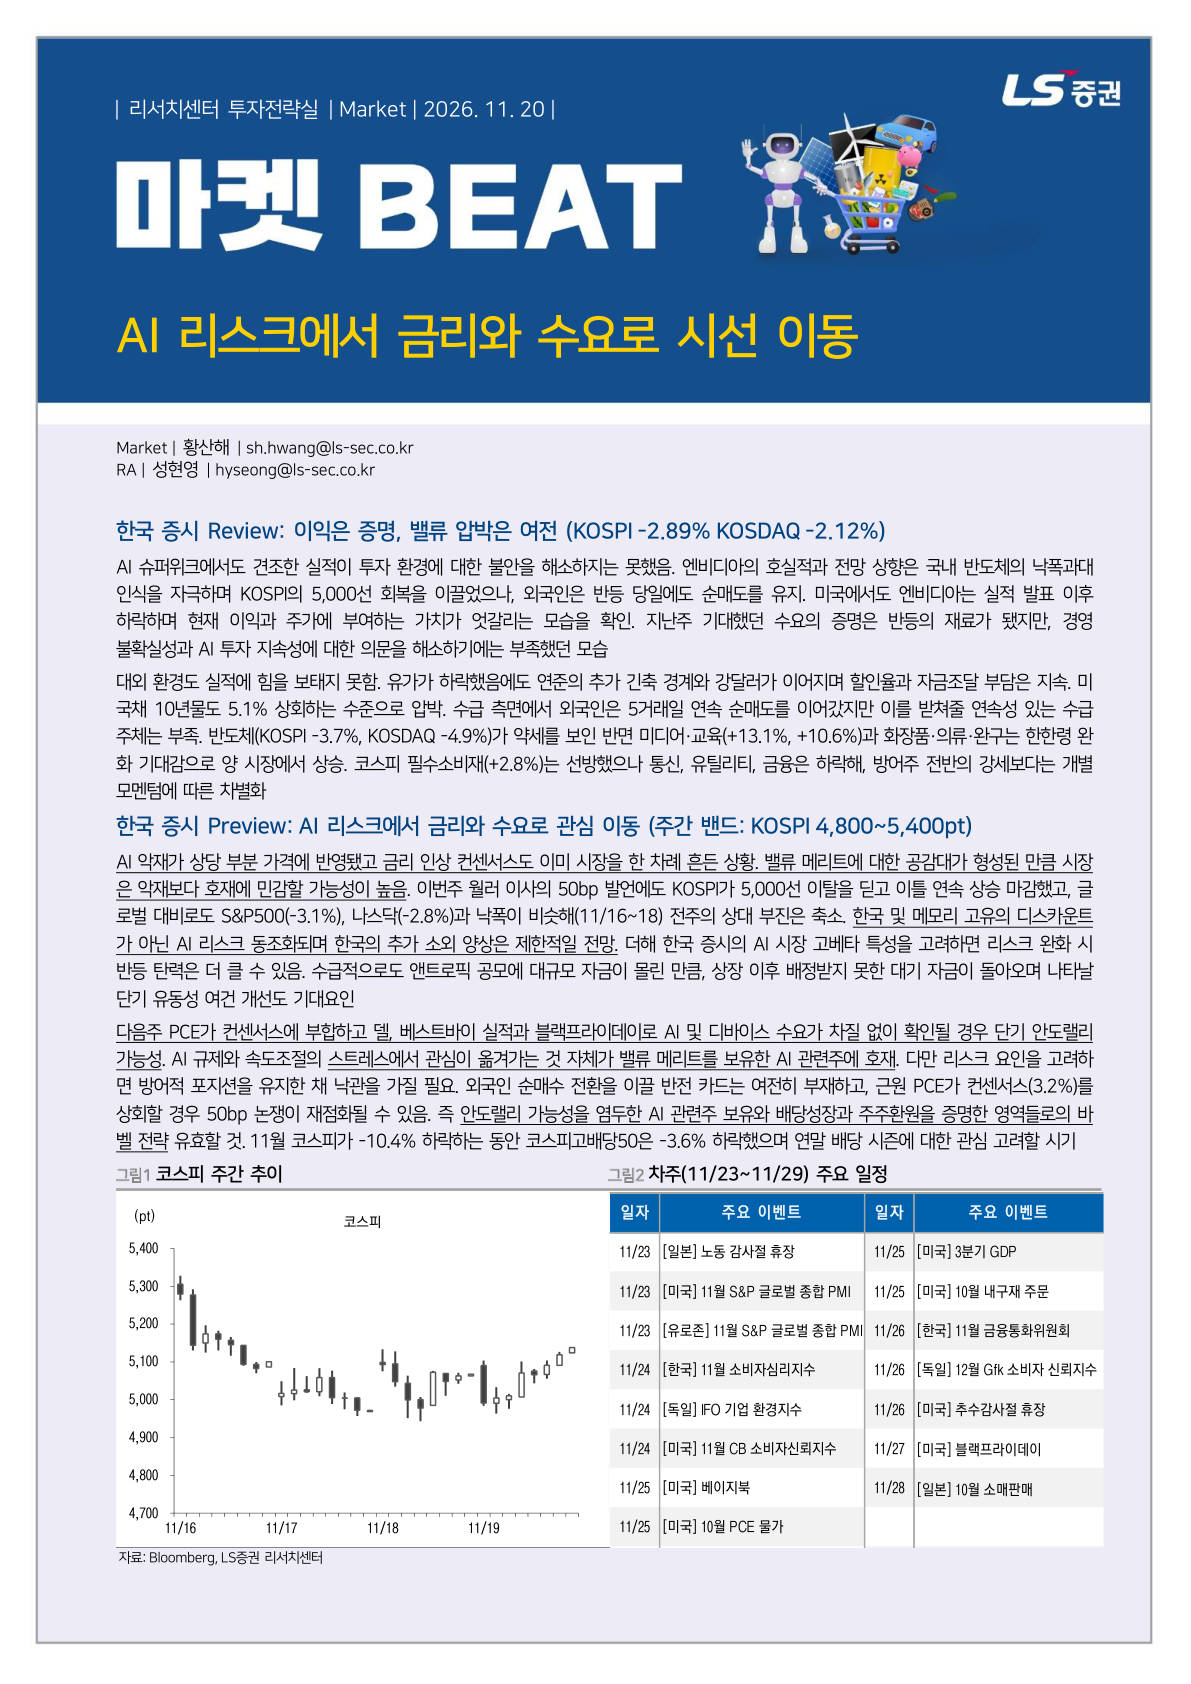 | 리서치센터 투자전략실 | Market | 2026. 11. 20 |
LS증권
마켓 BEAT
AI 리스크에서 금리와 수요로 시선 이동
Market | 황산해 | sh.hwang@ls-sec.co.kr
RA | 성현영 | hyseong@ls-sec.co.kr
한국 증시 Review: 이익은 증명, 밸류 압박은 여전 (KOSPI -2.89% KOSDAQ -2.12%)
AI 슈퍼위크에서도 견조한 실적이 투자 환경에 대한 불안을 해소하지는 못했음. 엔비디아의 호실적과 전망 상향은 국내 반도체의 낙폭과대
인식을 자극하며 KOSPI의 5,000선 회복을 이끌었으나, 외국인은 반등 당일에도 순매도를 유지. 미국에서도 엔비디아는 실적 발표 이후
하락하며 현재 이익과 주가에 부여하는 가치가 엇갈리는 모습을 확인. 지난주 기대했던 수요의 증명은 반등의 재료가 됐지만, 경영
불확실성과 AI 투자 지속성에 대한 의문을 해소하기에는 부족했던 모습
대외 환경도 실적에 힘을 보태지 못함. 유가가 하락했음에도 연준의 추가 긴축 경계와 강달러가 이어지며 할인율과 자금조달 부담은 지속. 미
국채 10년물도 5.1% 상회하는 수준으로 압박. 수급 측면에서 외국인은 5거래일 연속 순매도를 이어갔지만 이를 받쳐줄 연속성 있는 수급
주체는 부족. 반도체(KOSPI -3.7%, KOSDAQ -4.9%)가 약세를 보인 반면 미디어·교육(+13.1%, +10.6%)과 화장품·의류·완구는 한한령 완
화 기대감으로 양 시장에서 상승. 코스피 필수소비재(+2.8%)는 선방했으나 통신, 유틸리티, 금융은 하락해, 방어주 전반의 강세보다는 개별
모멘텀에 따른 차별화
한국 증시 Preview: AI 리스크에서 금리와 수요로 관심 이동 (주간 밴드: KOSPI 4,800~5,400pt)
AI 악재가 상당 부분 가격에 반영됐고 금리 인상 컨센서스도 이미 시장을 한 차례 흔든 상황. 밸류 메리트에 대한 공감대가 형성된 만큼 시장
은 악재보다 호재에 민감할 가능성이 높음. 이번주 월러 이사의 50bp 발언에도 KOSPI가 5,000선 이탈을 딛고 이틀 연속 상승 마감했고, 글
로벌 대비로도 S&P500(-3.1%), 나스닥(-2.8%)과 낙폭이 비슷해(11/16~18) 전주의 상대 부진은 축소. 한국 및 메모리 고유의 디스카운트
가 아닌 AI 리스크 동조화되며 한국의 추가 소외 양상은 제한적일 전망. 더해 한국 증시의 AI 시장 고베타 특성을 고려하면 리스크 완화 시
반등 탄력은 더 클 수 있음. 수급적으로도 앤트로픽 공모에 대규모 자금이 몰린 만큼, 상장 이후 배정받지 못한 대기 자금이 돌아오며 나타날
단기 유동성 여건 개선도 기대요인
다음주 PCE가 컨센서스에 부합하고 델, 베스트바이 실적과 블랙프라이데이로 AI 및 디바이스 수요가 차질 없이 확인될 경우 단기 안도랠리
가능성. AI 규제와 속도조절의 스트레스에서 관심이 옮겨가는 것 자체가 밸류 메리트를 보유한 AI 관련주에 호재. 다만 리스크 요인을 고려하
면 방어적 포지션을 유지한 채 낙관을 가질 필요. 외국인 순매수 전환을 이끌 반전 카드는 여전히 부재하고, 근원 PCE가 컨센서스(3.2%)를
상회할 경우 50bp 논쟁이 재점화될 수 있음. 즉 안도랠리 가능성을 염두한 AI 관련주 보유와 배당성장과 주주환원을 증명한 영역들로의 바
벨 전략 유효할 것. 11월 코스피가 -10.4% 하락하는 동안 코스피고배당50은 -3.6% 하락했으며 연말 배당 시즌에 대한 관심 고려할 시기
그림1 코스피 주간 추이
(pt)
코스피
5,400
5,300
5,200
5,100
5,000
4,900
4,800
4,700
11/16 11/17 11/18 11/19
자료: Bloomberg, LS증권 리서치센터
그림2 차주(11/23~11/29) 주요 일정
일자 주요 이벤트 일자 주요 이벤트
11/23 [일본] 노동 감사절 휴장 11/25 [미국] 3분기 GDP
11/23 [미국] 11월 S&P 글로벌 종합 PMI 11/25 [미국] 10월 내구재 주문
11/23 [유로존] 11월 S&P 글로벌 종합 PMI 11/26 [한국] 11월 금융통화위원회
11/24 [한국] 11월 소비자심리지수 11/26 [독일] 12월 Gfk 소비자 신뢰지수
11/24 [독일] IFO 기업 환경지수 11/26 [미국] 추수감사절 휴장
11/24 [미국] 11월 CB 소비자신뢰지수 11/27 [미국] 블랙프라이데이
11/25 [미국] 베이지북 11/28 [일본] 10월 소매판매
11/25 [미국] 10월 PCE 물가